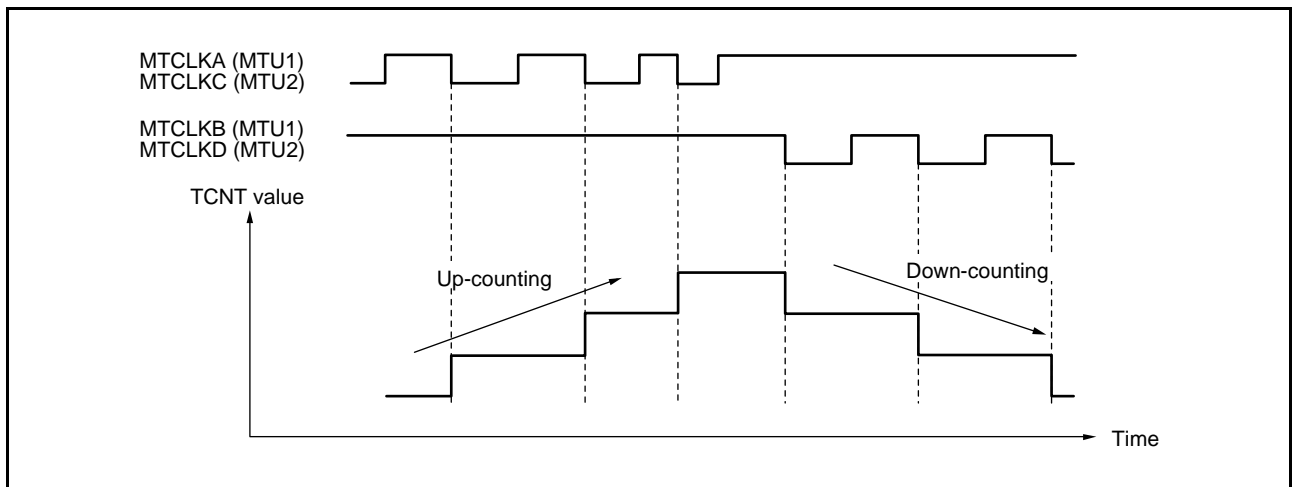 MTCLKA (MTU1)
MTCLKC (MTU2)
MTCLKB (MTU1)
MTCLKD (MTU2)
TCNT value
Up-counting
Down-counting
Time